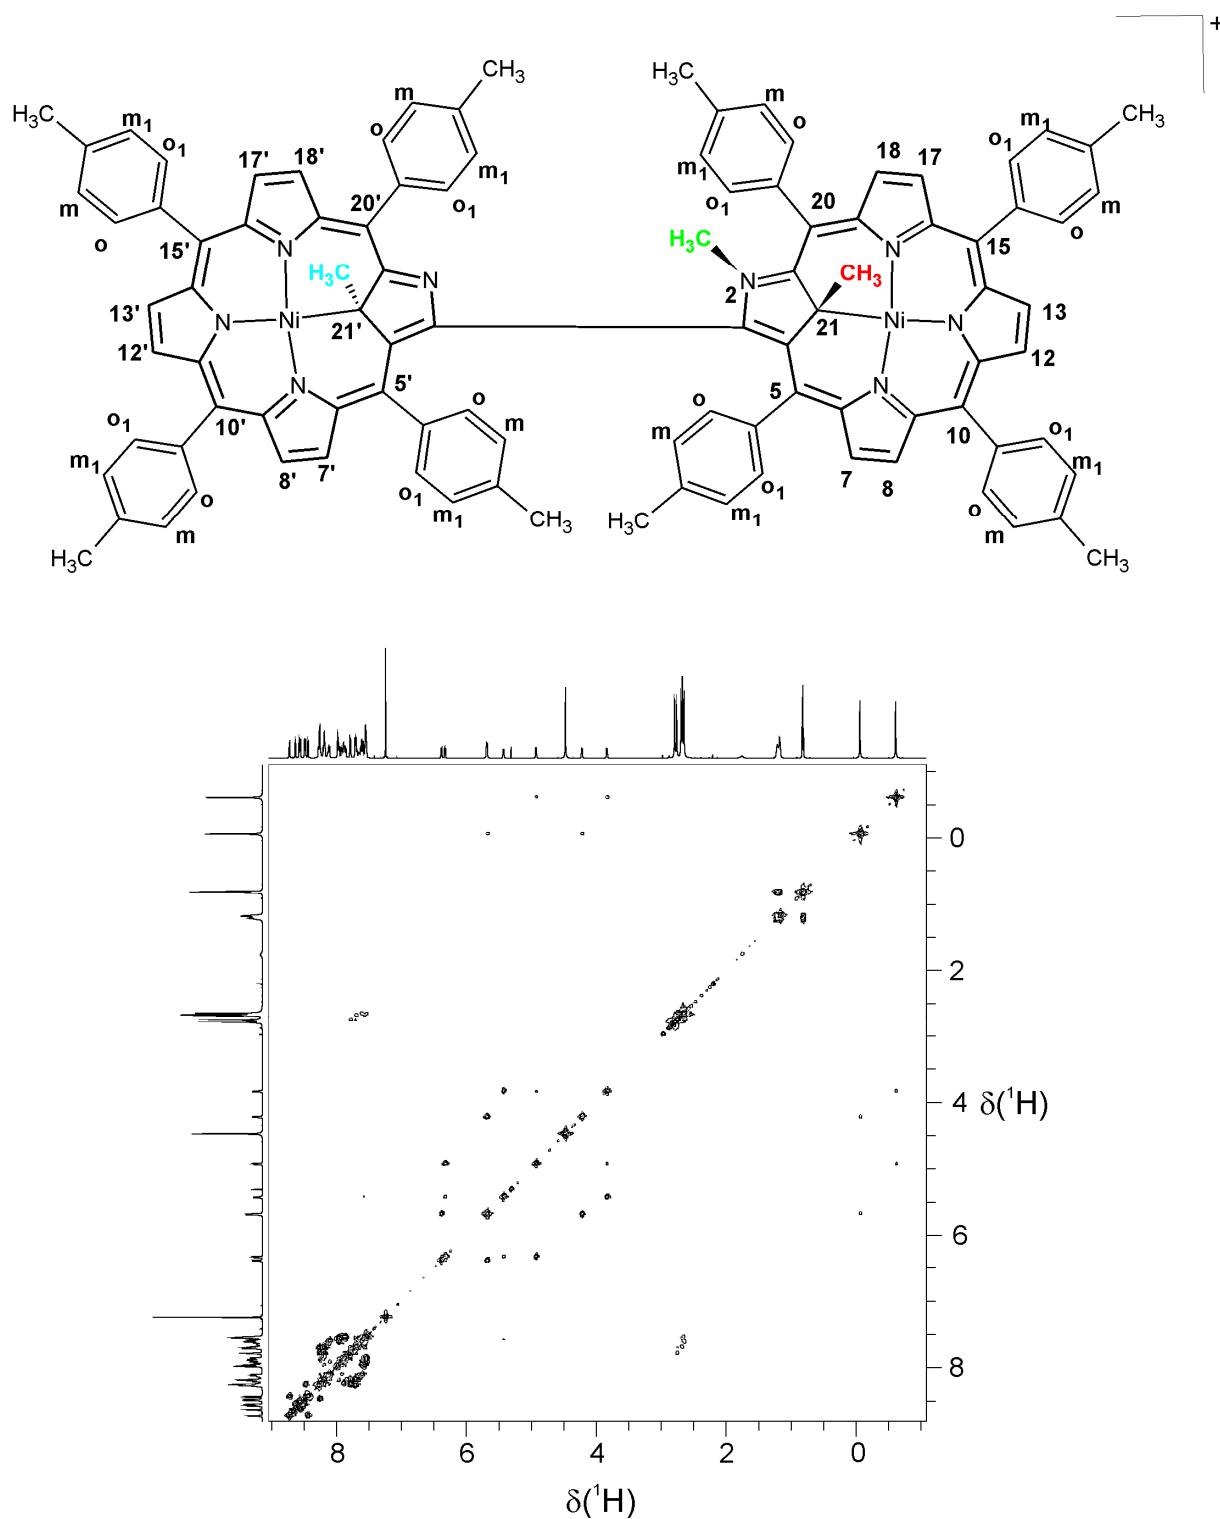 +
CH₃ CH₃
H₃C m₁ m H₃C m m₁ CH₃
o₁ o o o₁
17' 18' m₁ m₁ 18 17 m
m o₁ o₁ o
o 20' 20
15' N H₃C N 15
H₃C N 2 N CH₃
13' N Ni 21' 21 Ni N 13
12' N N 12
5' o o 5
o₁ 10' m m 10 o₁
m₁ o 8' 7' o₁ o₁ 7 8 o m₁
m m₁ CH₃ H₃C m₁ m
H₃C CH₃
0
2
4 δ(¹H)
6
8
8 6 4 2 0
δ(¹H)